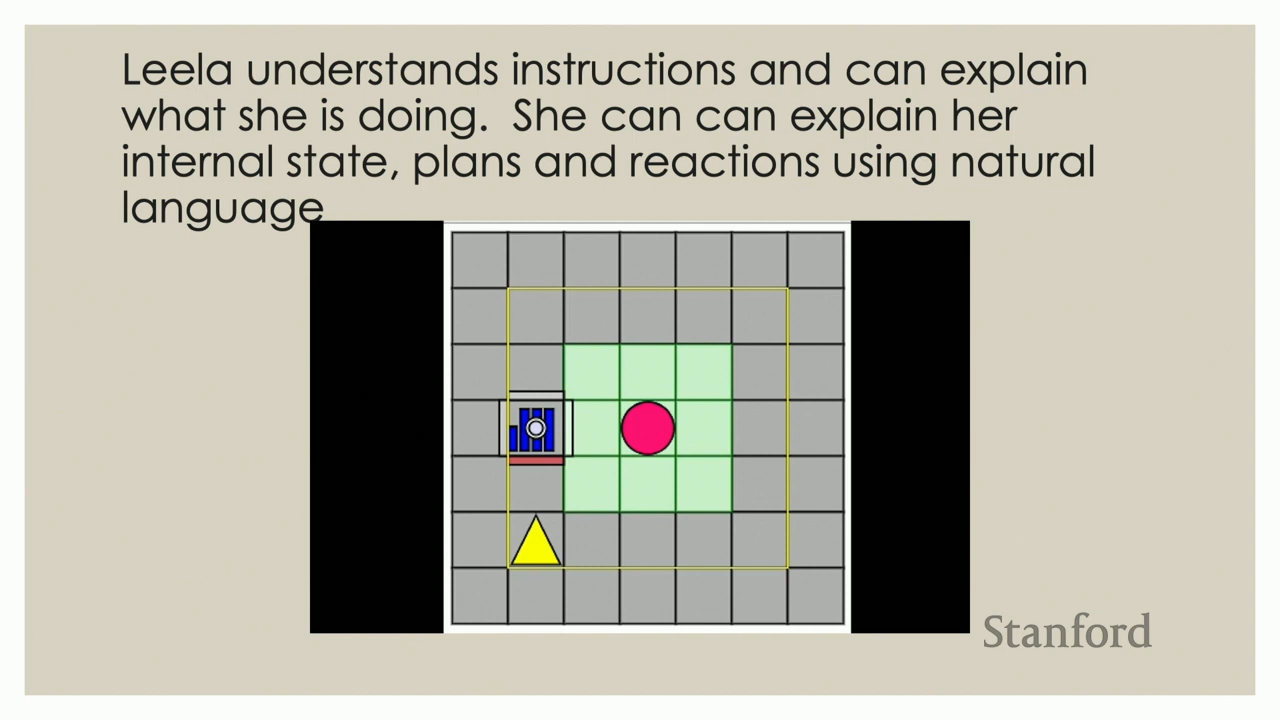 Leela understands instructions and can explain
what she is doing.  She can can explain her
internal state, plans and reactions using natural
language
Stanford